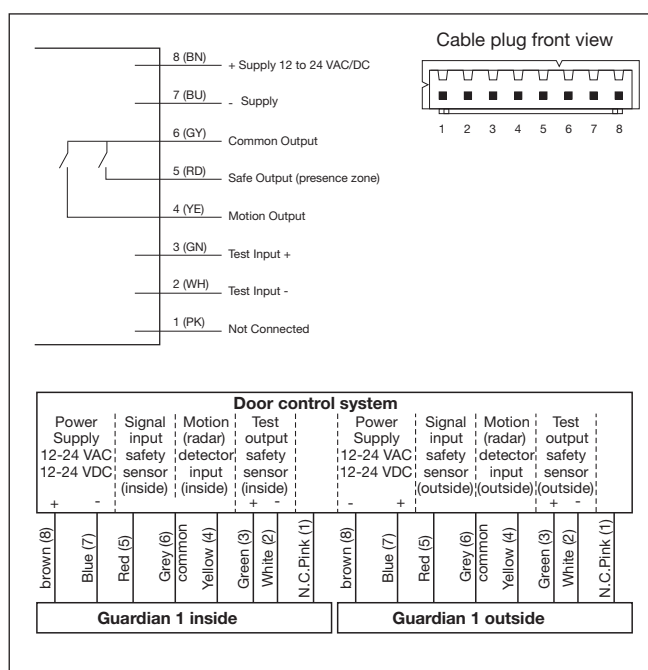 Cable plug front view
8 (BN)
+ Supply 12 to 24 VAC/DC
7 (BU)
- Supply
6 (GY)
Common Output
5 (RD)
Safe Output (presence zone)
4 (YE)
Motion Output
3 (GN)
Test Input +
2 (WH)
Test Input -
1 (PK)
Not Connected
1 2 3 4 5 6 7 8
Door control system
Power
Supply
12-24 VAC
12-24 VDC
+ -
Signal
input
safety
sensor
(inside)
Motion
(radar)
detector
input
(inside)
Test
output
safety
sensor
(inside)
+ -
Power
Supply
12-24 VAC
12-24 VDC
- +
Signal
input
safety
sensor
(outside)
Motion
(radar)
detector
input
(outside)
Test
output
safety
sensor
(outside)
+ -
brown (8)
Blue (7)
Red (5)
Grey (6)
common
Yellow (4)
Green (3)
White (2)
N.C.Pink (1)
brown (8)
Blue (7)
Red (5)
Grey (6)
common
Yellow (4)
Green (3)
White (2)
N.C.Pink (1)
Guardian 1 inside
Guardian 1 outside